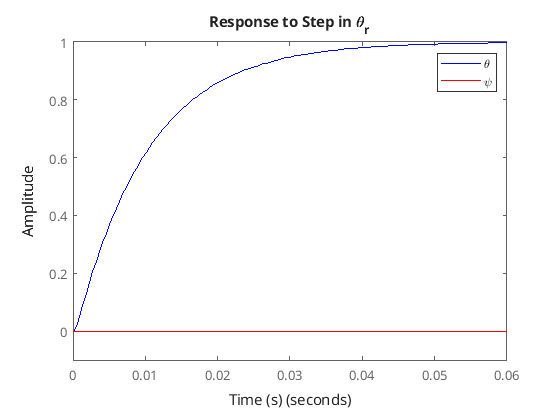 Response to Step in θr
1
θ
ψ
0.8
0.6
Amplitude
0.4
0.2
0
0
0.01
0.02
0.03
0.04
0.05
0.06
Time (s) (seconds)